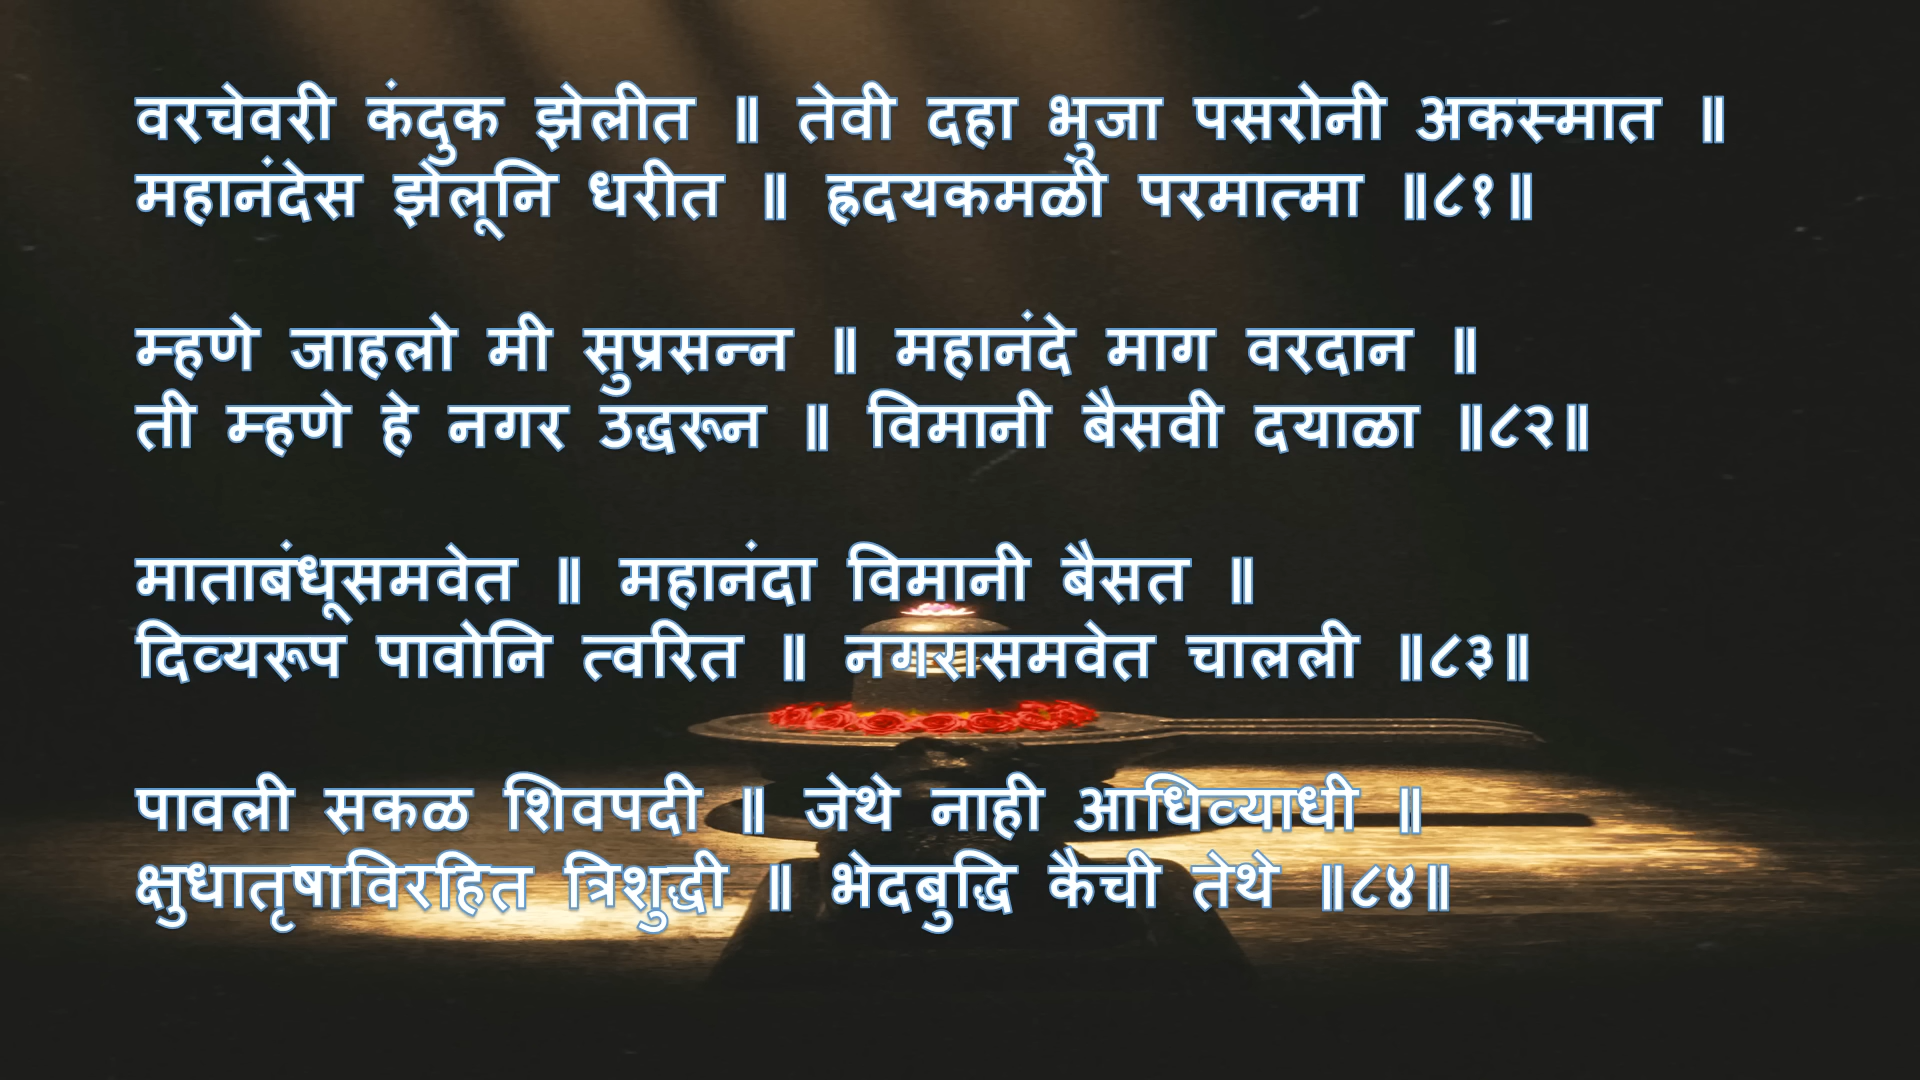 वरचेवरी कंदुक झेलीत ॥ तेवी दहा भुजा पसरोनी अकस्मात ॥
महानंदेस झेलूनि धरीत ॥ ह्रदयकमळी परमात्मा ॥८१॥
म्हणे जाहलो मी सुप्रसन्न ॥ महानंदे माग वरदान ॥
ती म्हणे हे नगर उद्धरून ॥ विमानी बैसवी दयाळा ॥८२॥
माताबंधूसमवेत ॥ महानंदा विमानी बैसत ॥
दिव्यरूप पावोनि त्वरित ॥ नगरासमवेत चालली ॥८३॥
पावली सकळ शिवपदी ॥ जेथे नाही आधिव्याधी ॥
क्षुधातृषाविरहित त्रिशुद्धी ॥ भेदबुद्धि कैची तेथे ॥८४॥